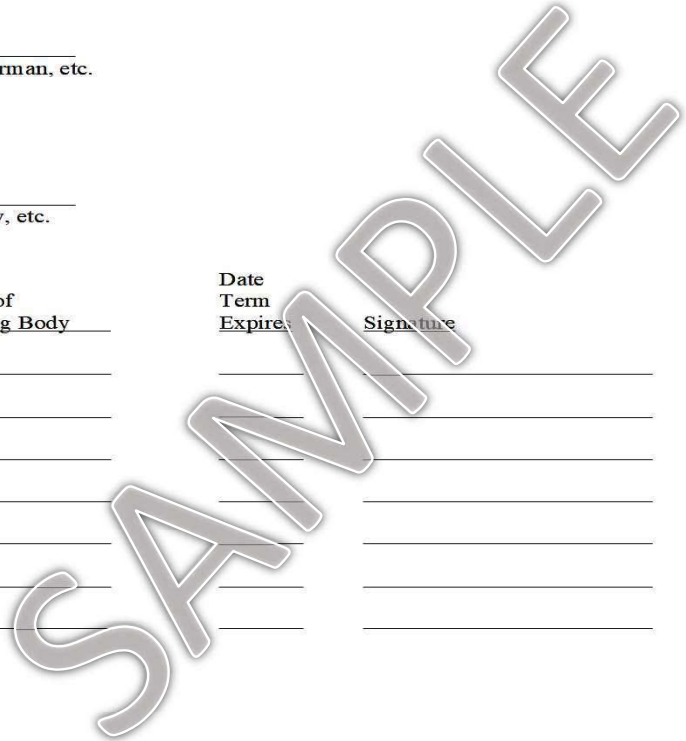 rman, etc.
, etc.
Date
of Term
g Body Expires Signature
SAMPLE